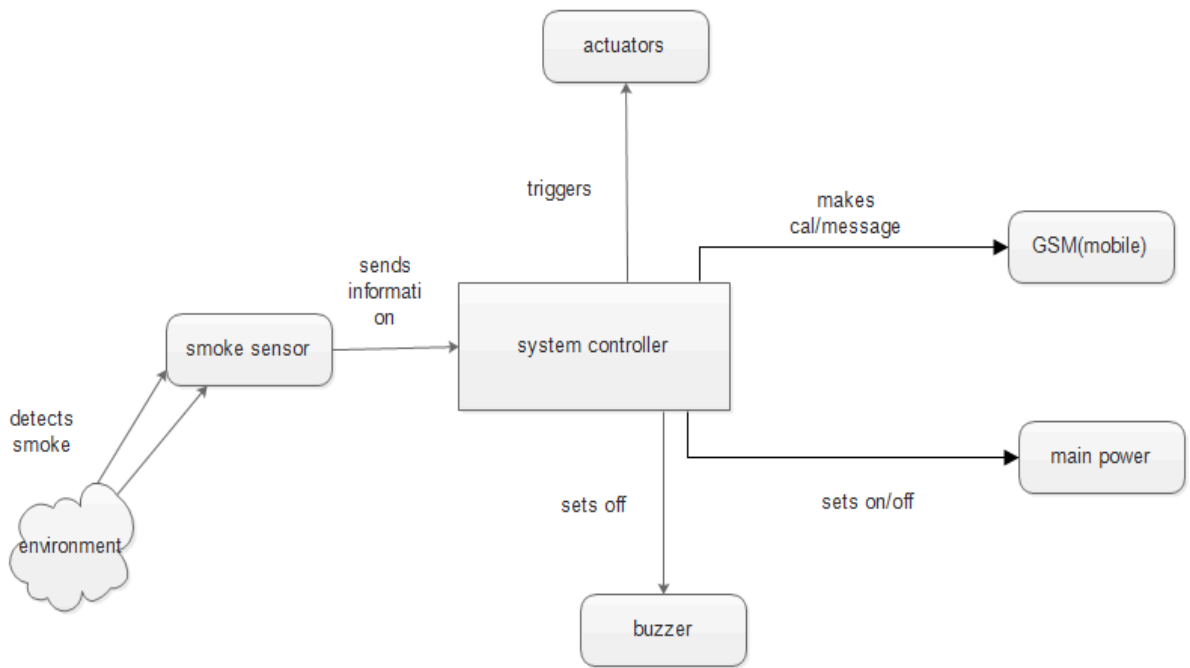 actuators
triggers
makes
cal/message
GSM(mobile)
sends
informati
on
system controller
smoke sensor
detects
smoke
main power
sets off
sets on/off
environment
buzzer